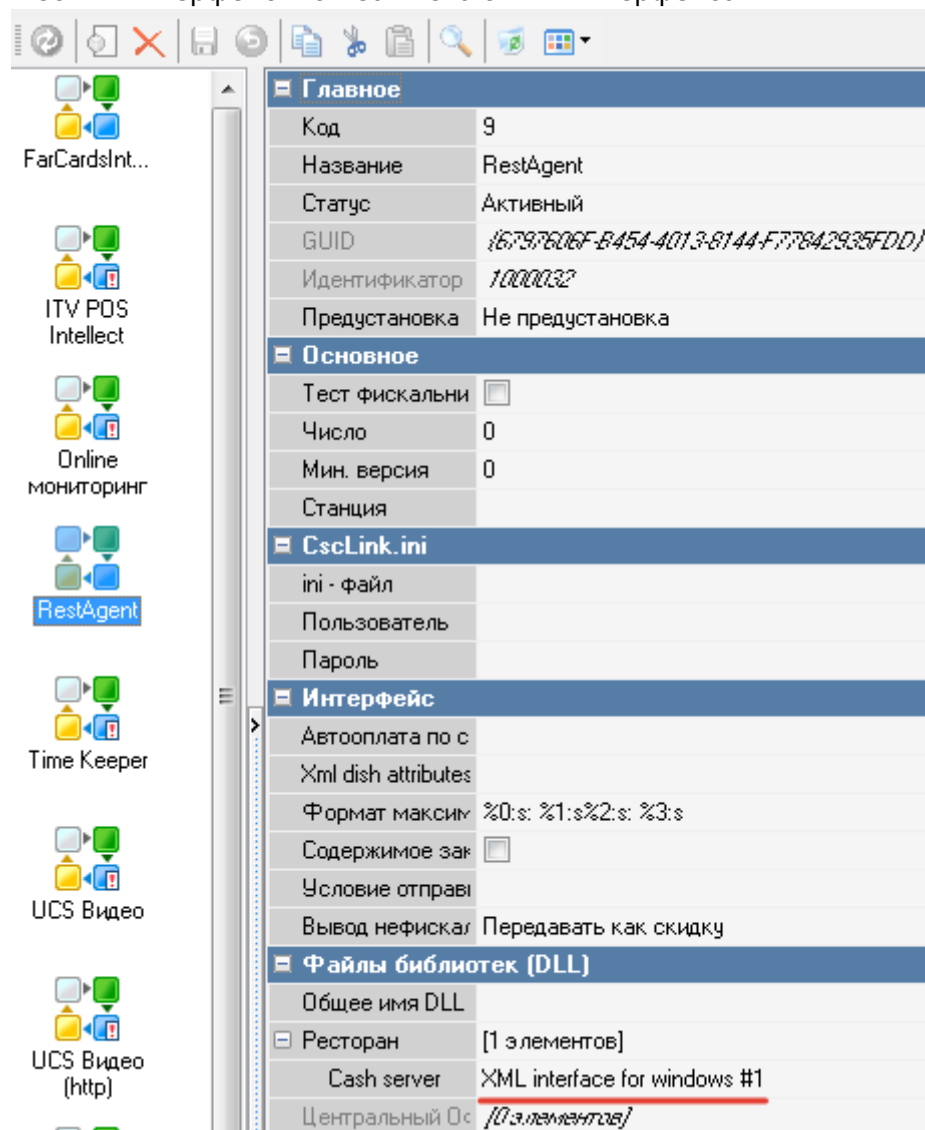 FarCardsInt...
ITV POS
Intellect
Online
мониторинг
RestAgent
Time Keeper
UCS Видео
UCS Видео
(http)
Главное
Код 9
Название RestAgent
Статус Активный
GUID {6797606F-B454-4013-8144-F77842935FDD}
Идентификатор 1000032
Предустановка Не предустановка
Основное
Тест фискальни
Число 0
Мин. версия 0
Станция
CscLink.ini
ini - файл
Пользователь
Пароль
Интерфейс
Автооплата по с
Xml dish attributes
Формат максим %0:s: %1:s%2:s: %3:s
Содержимое зак
Условие отправи
Вывод нефискал Передавать как скидку
Файлы библиотек (DLL)
Общее имя DLL
Ресторан [1 элементов]
Cash server XML interface for windows #1
Центральный Ос [0 элементов]